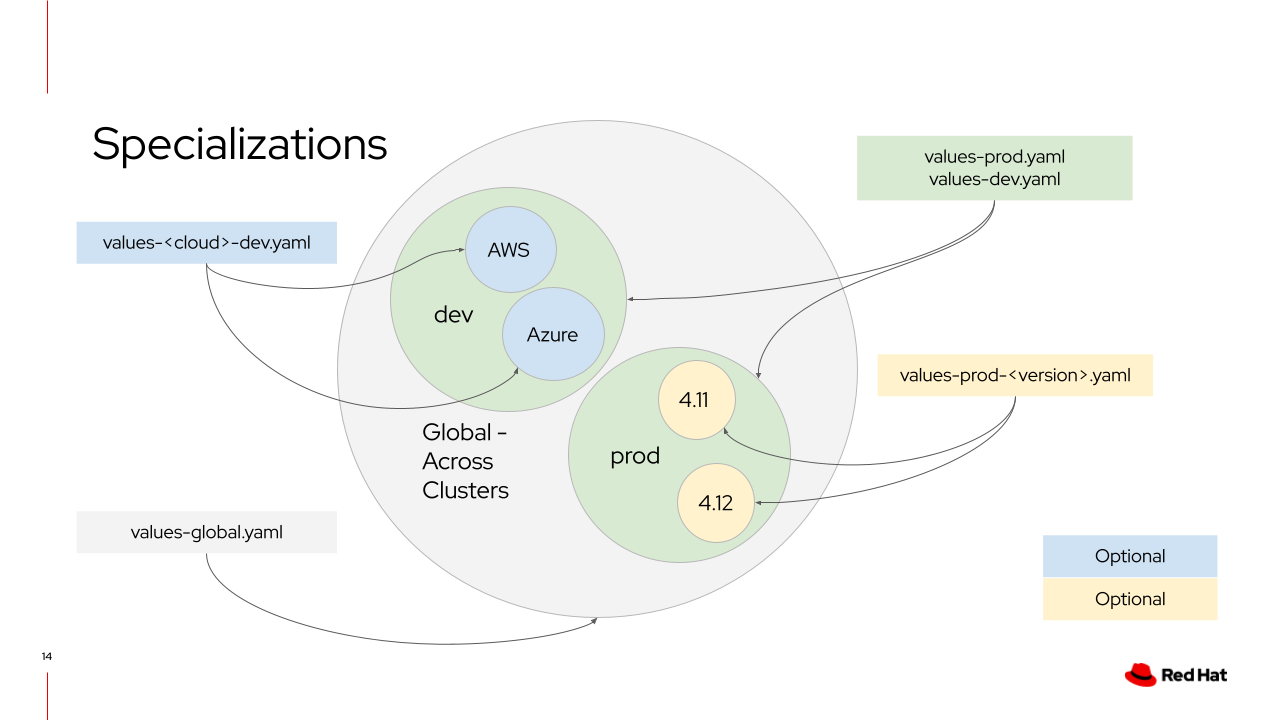 Specializations
values-prod.yaml
values-dev.yaml
values-<cloud>-dev.yaml
AWS
dev
Azure
values-prod-<version>.yaml
4.11
Global -
Across
Clusters
prod
4.12
values-global.yaml
Optional
Optional
14
Red Hat